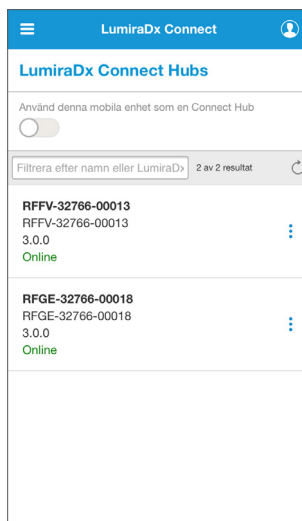 LumiraDx Connect
LumiraDx Connect Hubs
Använd denna mobila enhet som en Connect Hub
Filtrera efter namn eller LumiraDx
2 av 2 resultat
RFFV-32766-00013
RFFV-32766-00013
3.0.0
Online
RFGE-32766-00018
RFGE-32766-00018
3.0.0
Online